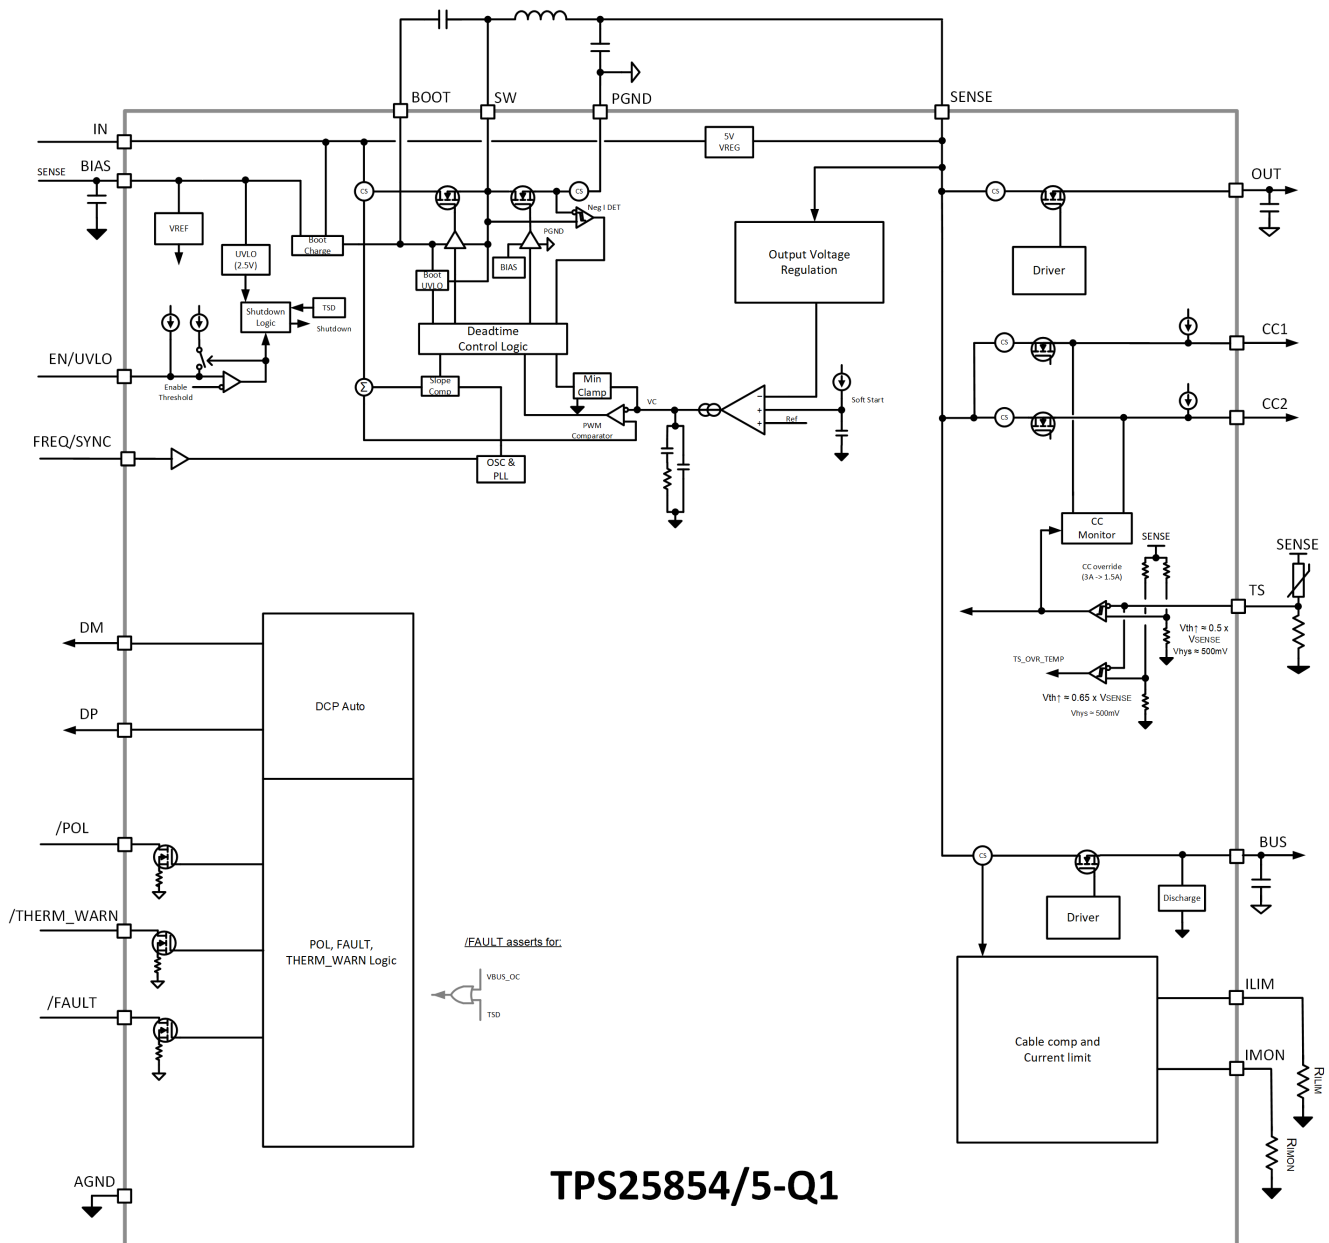 BOOT
SW
PGND
SENSE
IN
5V
VREG
BIAS
SENSE
CS
CS
CS
OUT
Neg I DET
VREF
PGND
Boot
Charge
UVLO
(2.5V)
BIAS
Boot
UVLO
Output Voltage
Regulation
Driver
TSD
Shutdown
Logic
Shutdown
Deadtime
Control Logic
CC1
CS
EN/UVLO
Enable
Threshold
Σ
Slope
Comp
Min
Clamp
VC
Soft Start
Ref
PWM
Comparator
CS
CC2
FREQ/SYNC
OSC &
PLL
CC
Monitor
SENSE
SENSE
CC override
(3A -> 1.5A)
TS
Vth↑ ≈ 0.5 x
VSENSE
Vhys ≈ 500mV
TS_OVR_TEMP
Vth↑ ≈ 0.65 x VSENSE
Vhys ≈ 500mV
DM
DCP Auto
DP
/POL
BUS
CS
Driver
Discharge
/THERM_WARN
POL, FAULT,
THERM_WARN Logic
/FAULT asserts for:
VBUS_OC
TSD
/FAULT
ILIM
Cable comp and
Current limit
IMON
RILIM
RIMON
AGND
TPS25854/5-Q1